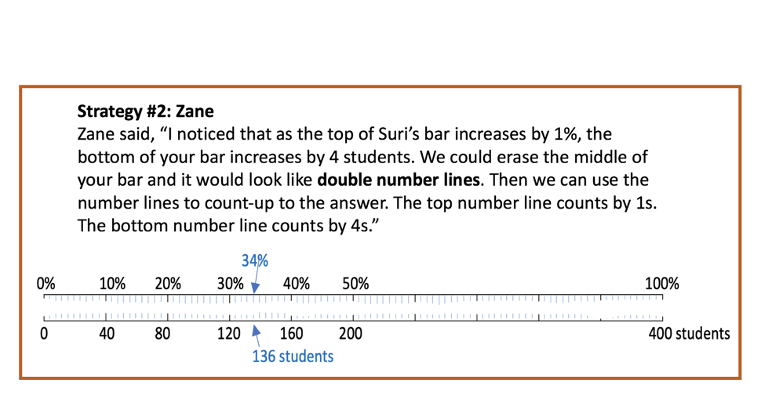 Strategy #2: Zane
Zane said, “I noticed that as the top of Suri’s bar increases by 1%, the
bottom of your bar increases by 4 students. We could erase the middle of
your bar and it would look like double number lines. Then we can use the
number lines to count-up to the answer. The top number line counts by 1s.
The bottom number line counts by 4s.”
34%
0% 10% 20% 30% 40% 50% 100%
0 40 80 120 160 200 400 students
136 students